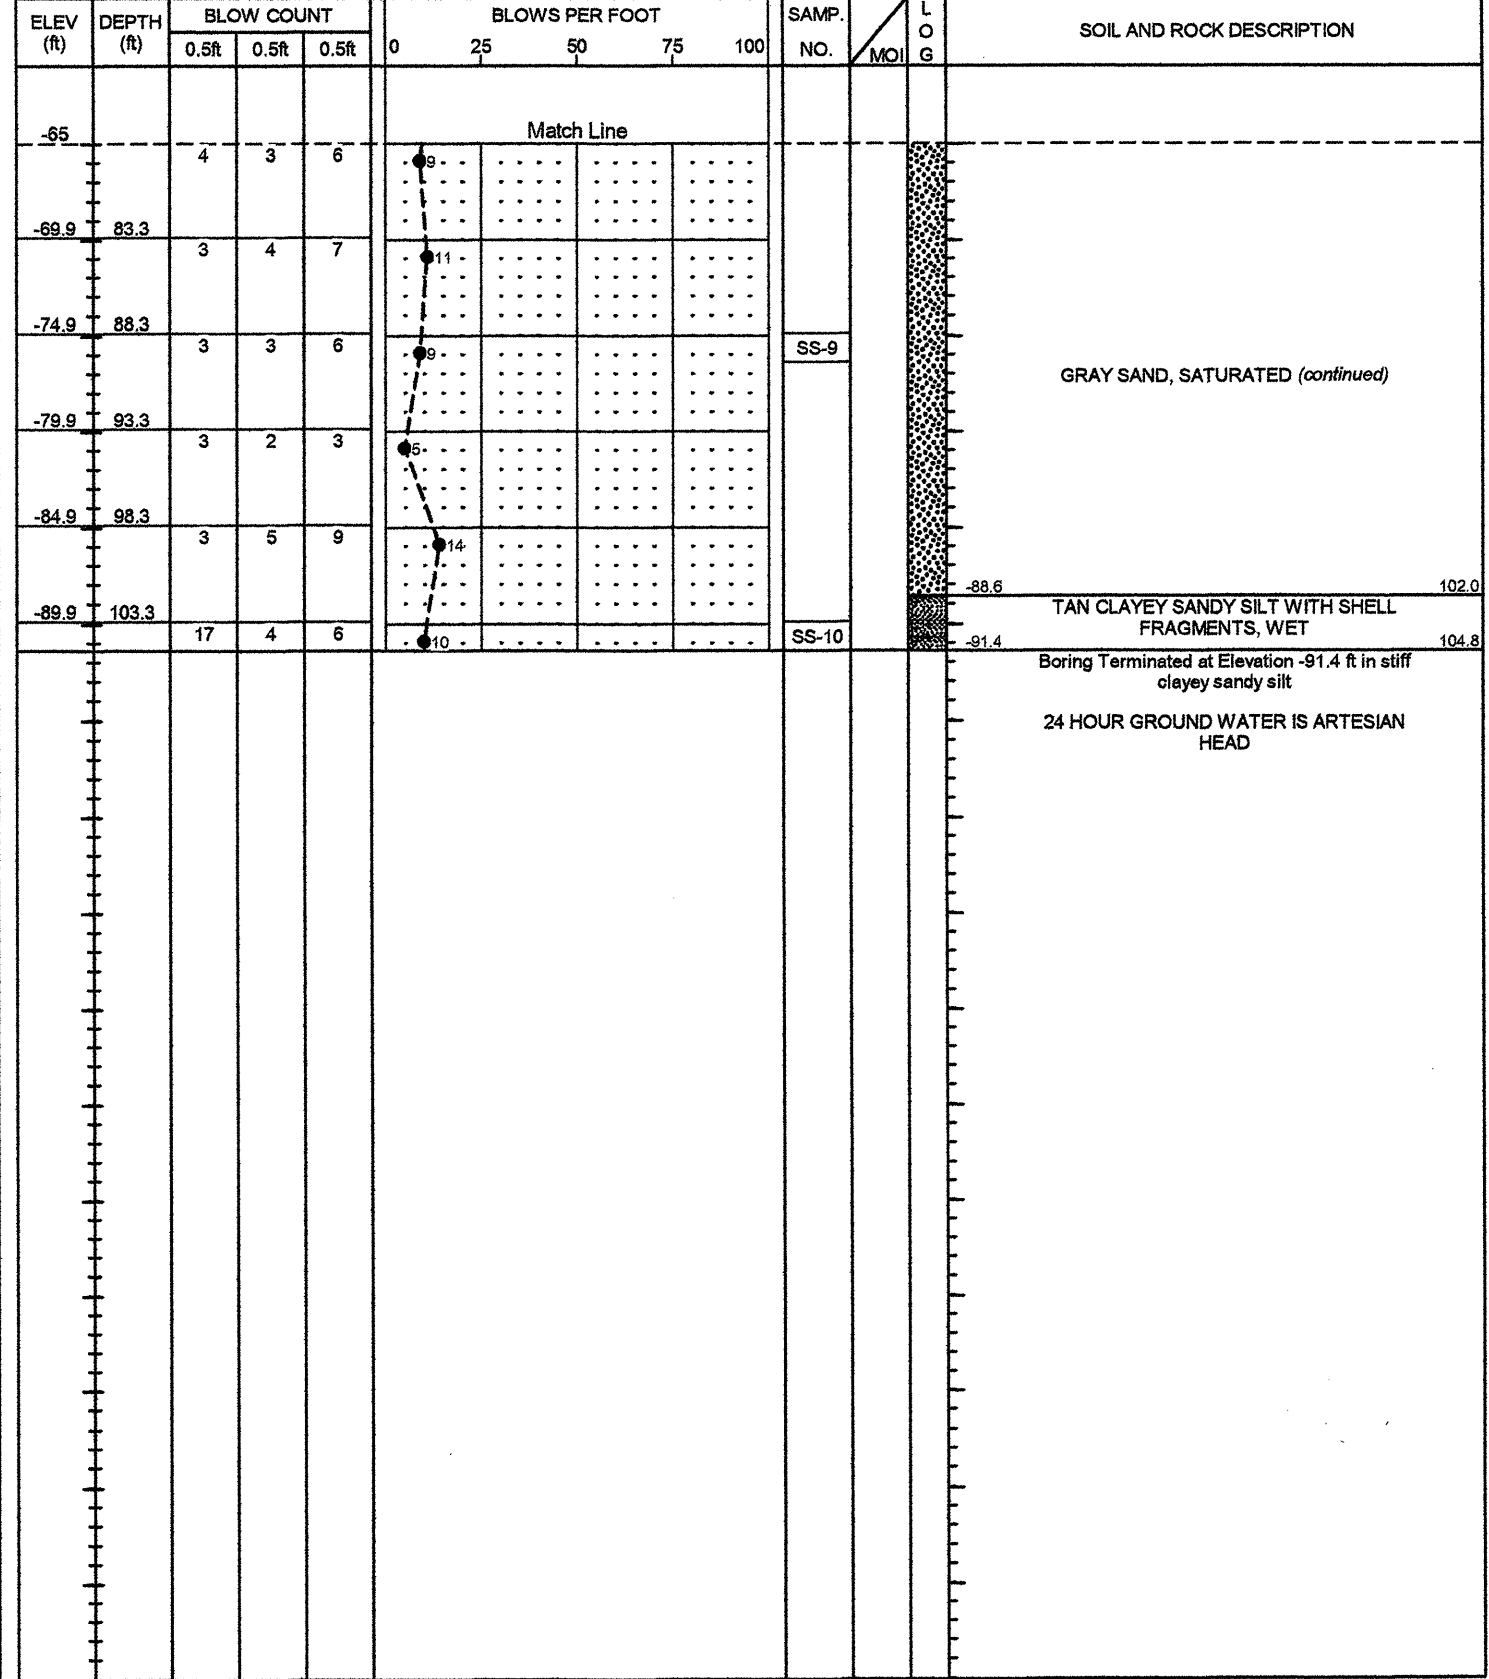 ELEV (ft) DEPTH (ft) BLOW COUNT BLOWS PER FOOT SAMP. NO. MOI LOG SOIL AND ROCK DESCRIPTION
0.5ft 0.5ft 0.5ft 0 25 50 75 100
-65 Match Line
4 3 6 9
-69.9 83.3
3 4 7 11
-74.9 88.3
3 3 6 9 SS-9
GRAY SAND, SATURATED (continued)
-79.9 93.3
3 2 3 5
-84.9 98.3
3 5 9 14
-88.6 102.0
-89.9 103.3 TAN CLAYEY SANDY SILT WITH SHELL
17 4 6 10 SS-10 FRAGMENTS, WET
-91.4 104.8
Boring Terminated at Elevation -91.4 ft in stiff
clayey sandy silt
24 HOUR GROUND WATER IS ARTESIAN
HEAD